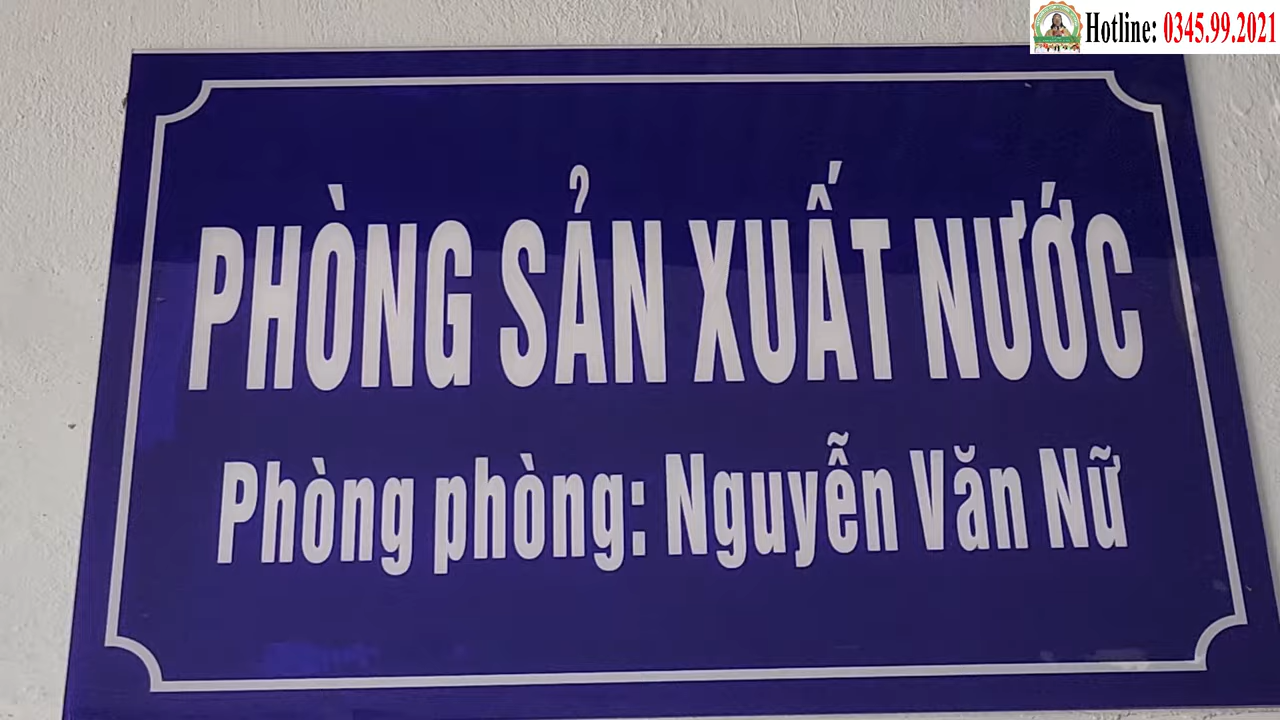 Hotline: 0345.99.2021
PHÒNG SẢN XUẤT NƯỚC
Phòng phòng: Nguyễn Văn Nữ